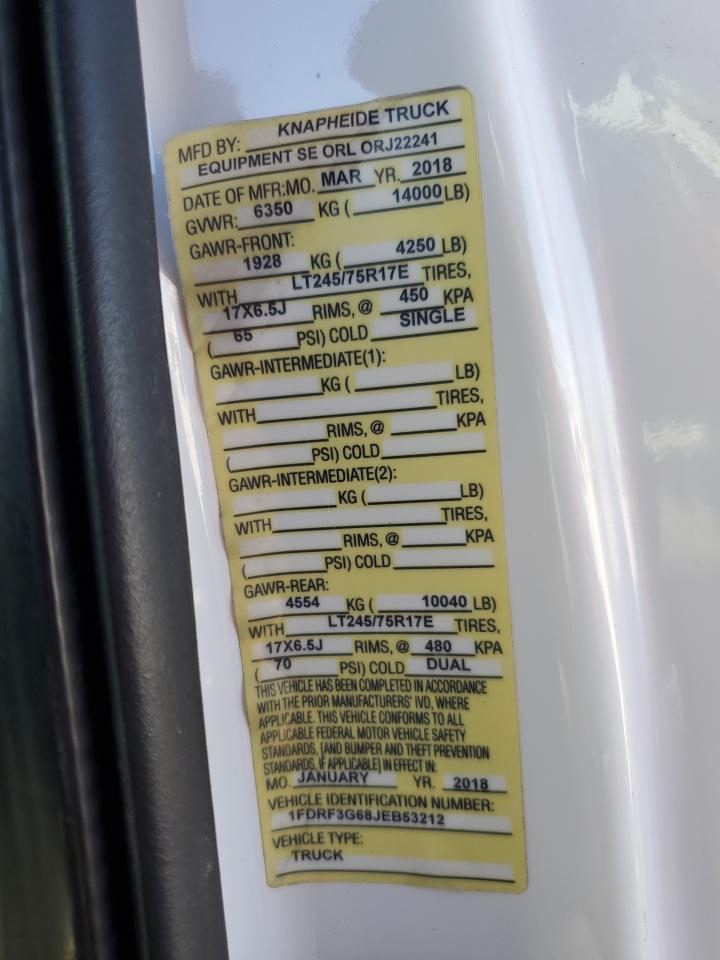 MFD BY: KNAPHEIDE TRUCK
EQUIPMENT SE ORL ORJ22241
DATE OF MFR:MO. MAR YR. 2018
GVWR: 6350 KG ( 14000 LB)
GAWR-FRONT:
1928 KG ( 4250 LB)
WITH LT245/75R17E TIRES,
17X6.5J RIMS, @ 450 KPA
( 65 PSI) COLD SINGLE
GAWR-INTERMEDIATE(1):
KG ( LB)
WITH TIRES,
RIMS, @ KPA
( PSI) COLD
GAWR-INTERMEDIATE(2):
KG ( LB)
WITH TIRES,
RIMS, @ KPA
( PSI) COLD
GAWR-REAR:
4554 KG ( 10040 LB)
WITH LT245/75R17E TIRES,
17X6.5J RIMS, @ 480 KPA
( 70 PSI) COLD DUAL
THIS VEHICLE HAS BEEN COMPLETED IN ACCORDANCE
WITH THE PRIOR MANUFACTURERS' IVD, WHERE
APPLICABLE. THIS VEHICLE CONFORMS TO ALL
APPLICABLE FEDERAL MOTOR VEHICLE SAFETY
STANDARDS, [AND BUMPER AND THEFT PREVENTION
STANDARDS, IF APPLICABLE] IN EFFECT IN:
MO. JANUARY YR. 2018
VEHICLE IDENTIFICATION NUMBER:
1FDRF3G68JEB53212
VEHICLE TYPE:
TRUCK